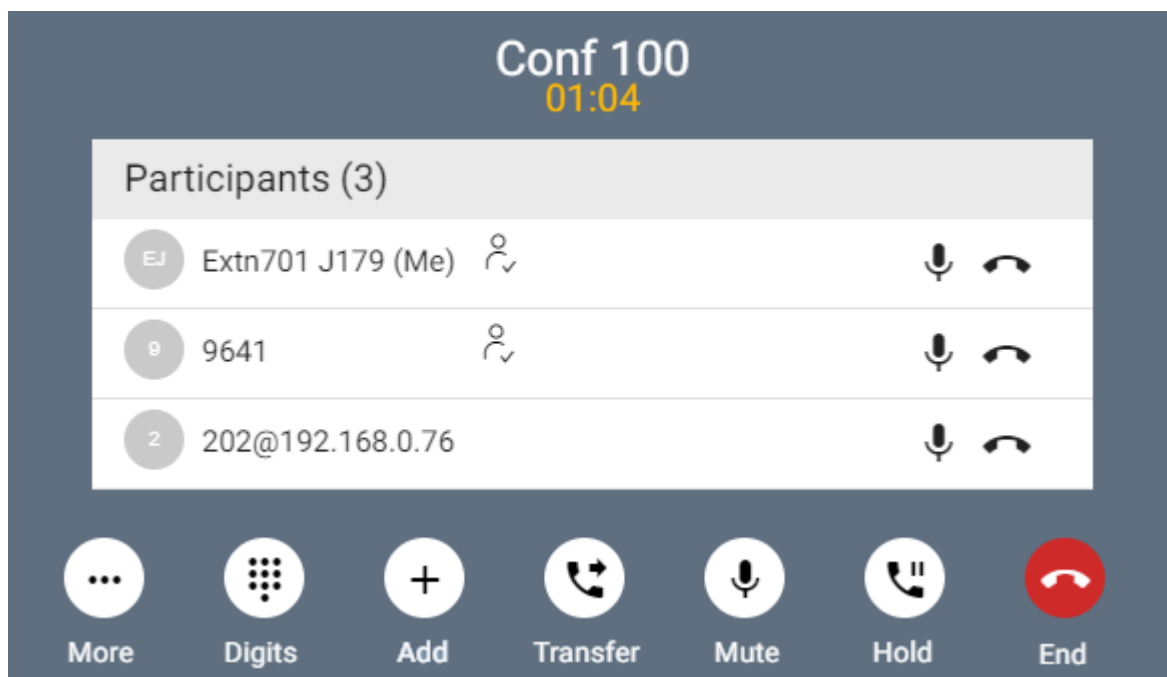 Conf 100
01:04
Participants (3)
EJ Extn701 J179 (Me)
9 9641
2 202@192.168.0.76
More Digits Add Transfer Mute Hold End